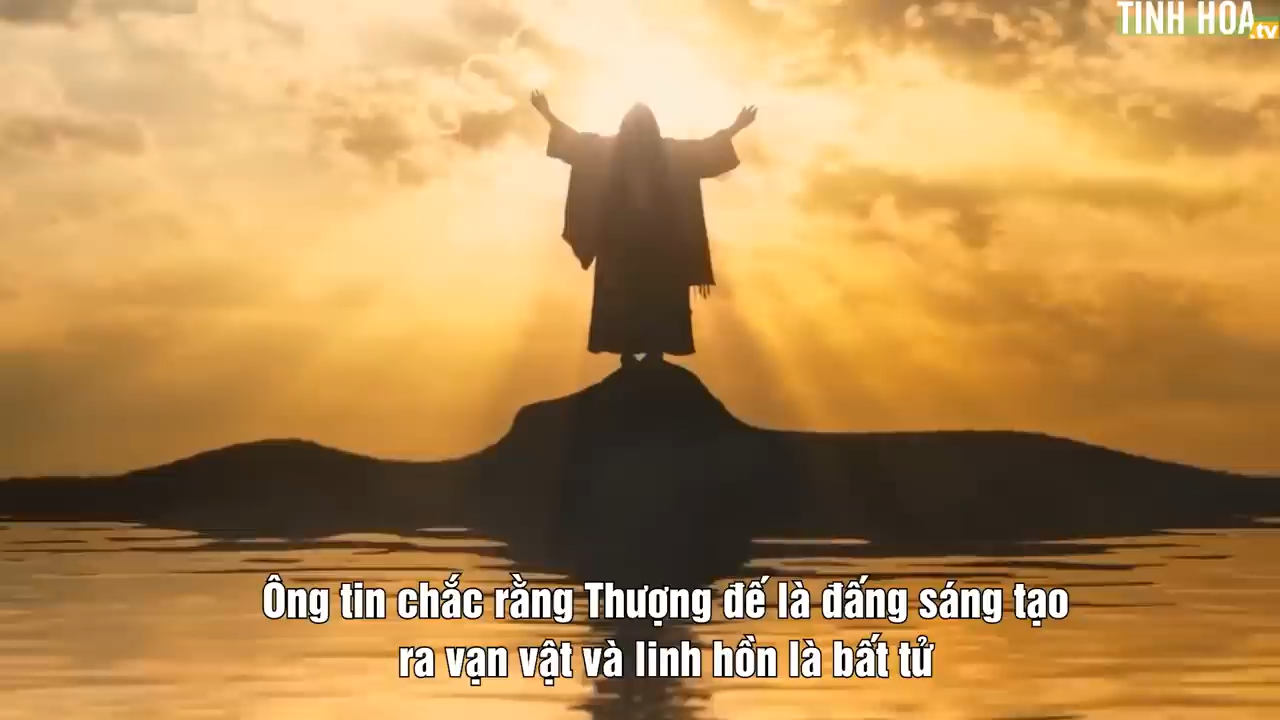 TINH HOA
.tv
Ông tin chắc rằng Thượng đế là đấng sáng tạo
ra vạn vật và linh hồn là bất tử